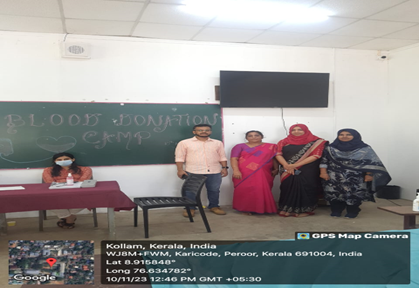 BLOOD DONATION
CAMP
GPS Map Camera
Kollam, Kerala, India
WJ8M+FWM, Karicode, Peroor, Kerala 691004, India
Lat 8.915848°
Long 76.634782°
10/11/23 12:46 PM GMT +05:30
Google